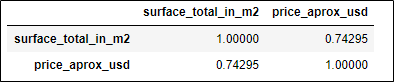 surface_total_in_m2 price_aprox_usd
surface_total_in_m2 1.00000 0.74295
price_aprox_usd 0.74295 1.00000